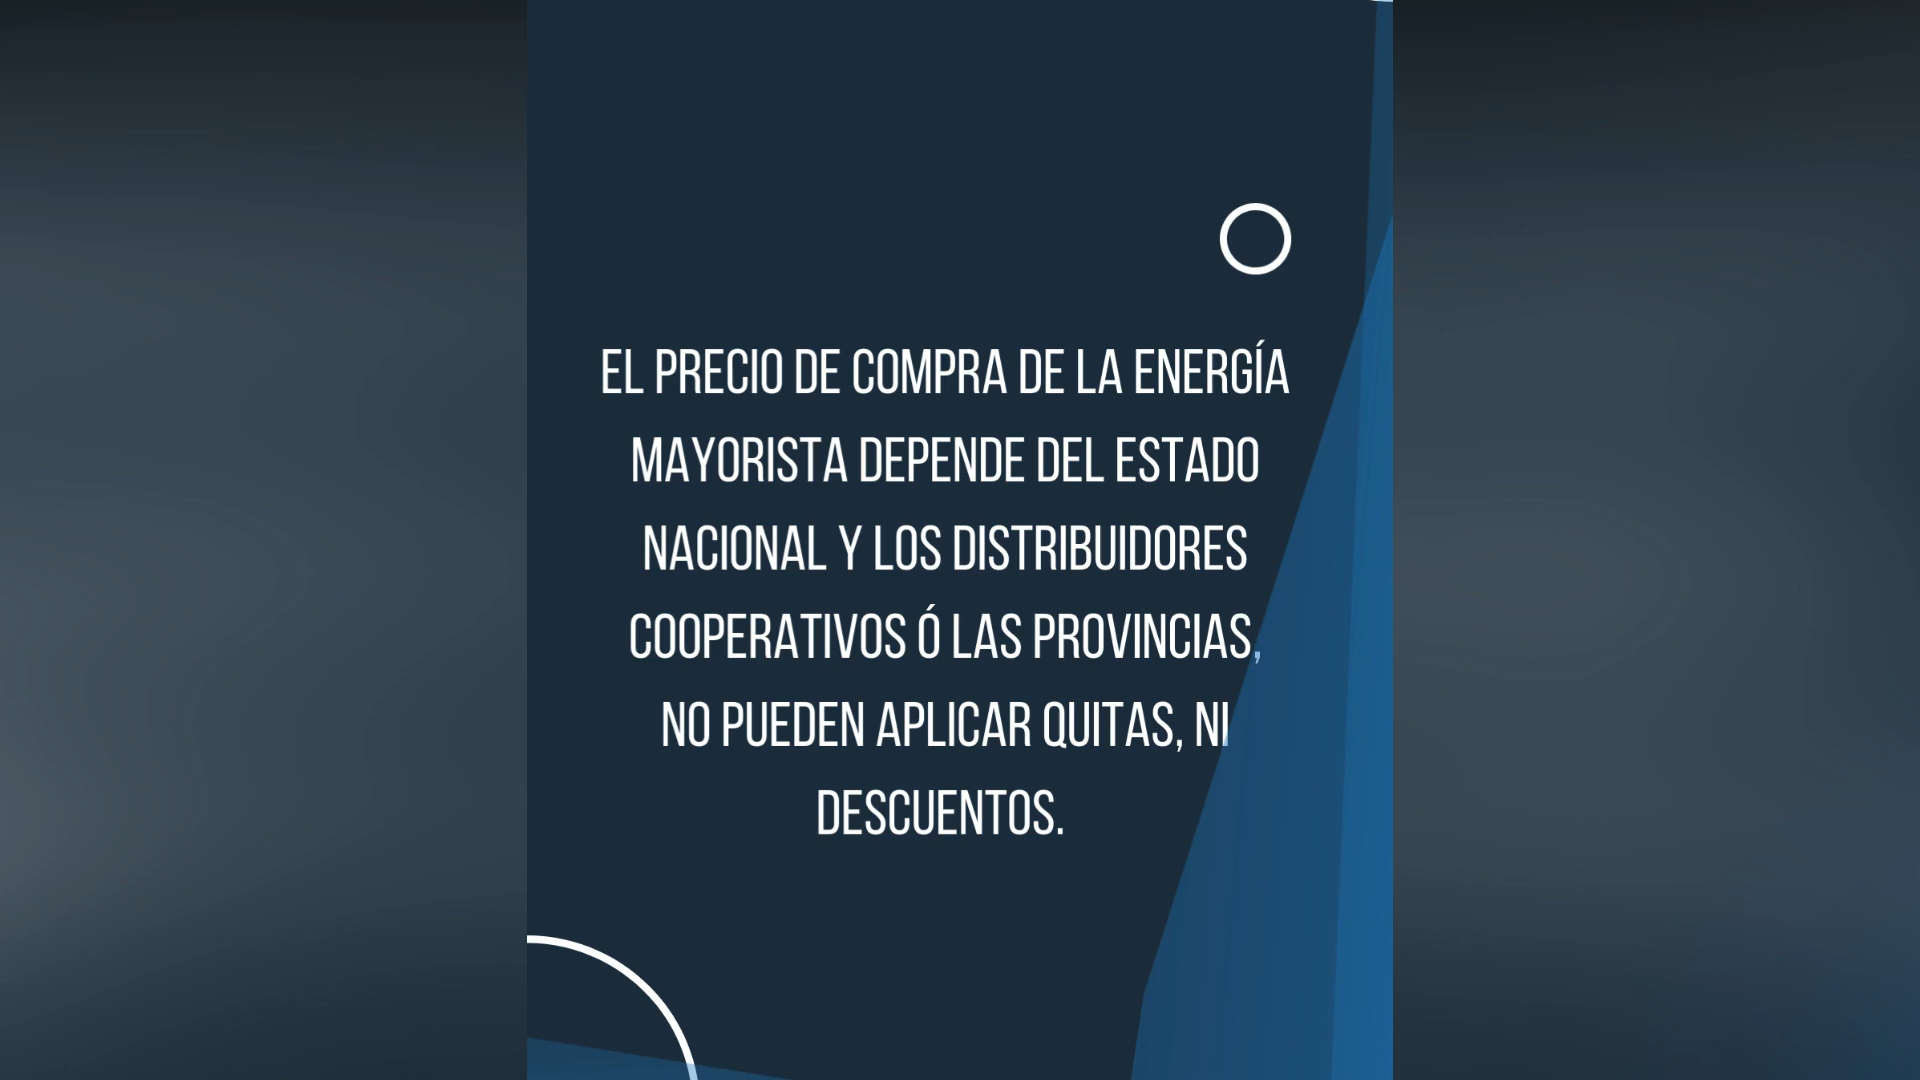 EL PRECIO DE COMPRA DE LA ENERGÍA
MAYORISTA DEPENDE DEL ESTADO
NACIONAL Y LOS DISTRIBUIDORES
COOPERATIVOS Ó LAS PROVINCIAS,
NO PUEDEN APLICAR QUITAS, NI
DESCUENTOS.